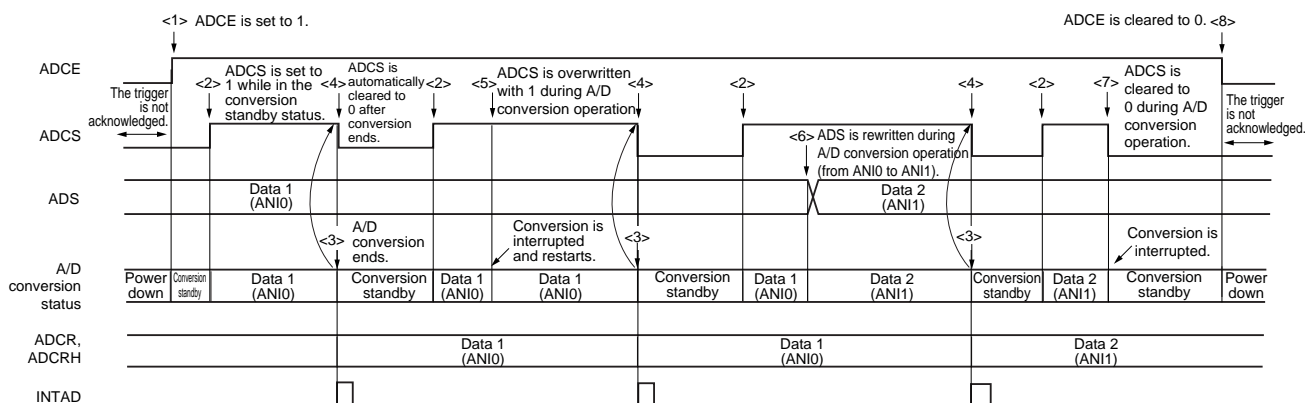 <1> ADCE is set to 1.
ADCE is cleared to 0. <8>
ADCE
The trigger
is not
acknowledged.
<2>
ADCS is set to
1 while in the
conversion
standby status.
<4>
ADCS is
automatically
cleared to
0 after
conversion
ends.
<2>
<5>
ADCS is overwritten
with 1 during A/D
conversion operation
<4>
<2>
<4>
<2>
<7>
ADCS is
cleared to
0 during A/D
conversion
operation.
The trigger
is not
acknowledged.
ADCS
<6> ADS is rewritten during
A/D conversion operation
(from ANI0 to ANI1).
ADS
Data 1
(ANI0)
Data 2
(ANI1)
<3>
A/D
conversion
ends.
Conversion is
interrupted
and restarts.
<3>
<3>
Conversion is
interrupted.
A/D
conversion
status
Power
down
Conversion
standby
Data 1
(ANI0)
Conversion
standby
Data 1
(ANI0)
Data 1
(ANI0)
Conversion
standby
Data 1
(ANI0)
Data 2
(ANI1)
Conversion
standby
Data 2
(ANI1)
Conversion
standby
Power
down
ADCR,
ADCRH
Data 1
(ANI0)
Data 1
(ANI0)
Data 2
(ANI1)
INTAD